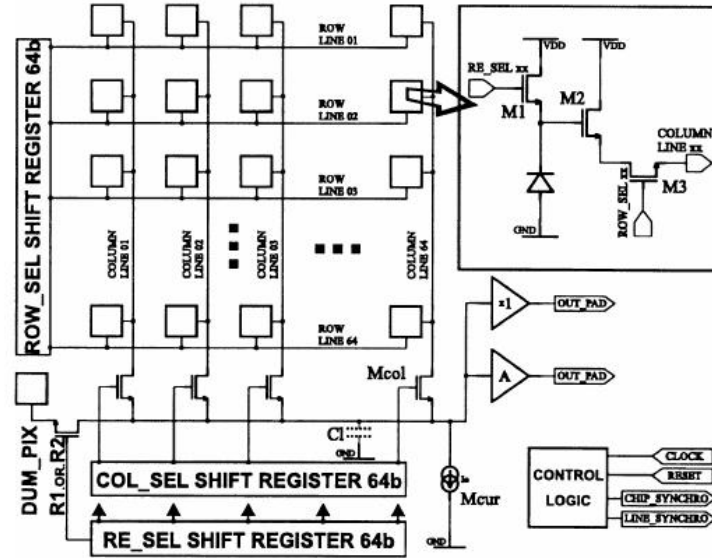 ROW_SEL SHIFT REGISTER 64b
ROW
LINE 01
ROW
LINE 02
ROW
LINE 03
COLUMN
LINE 01
COLUMN
LINE 02
COLUMN
LINE 03
COLUMN
LINE 64
ROW
LINE 64
VDD
VDD
RE_SEL xx
M1
M2
COLUMN
LINE xx
ROW_SEL xx
M3
GND
x1
OUT_PAD
A
OUT_PAD
Mcol
DUM_PIX
R1.OR.R2
Cl
GND
Io
Mcur
GND
COL_SEL SHIFT REGISTER 64b
RE_SEL SHIFT REGISTER 64b
CONTROL
LOGIC
CLOCK
RESET
CHIP_SYNCHRO
LINE_SYNCHRO